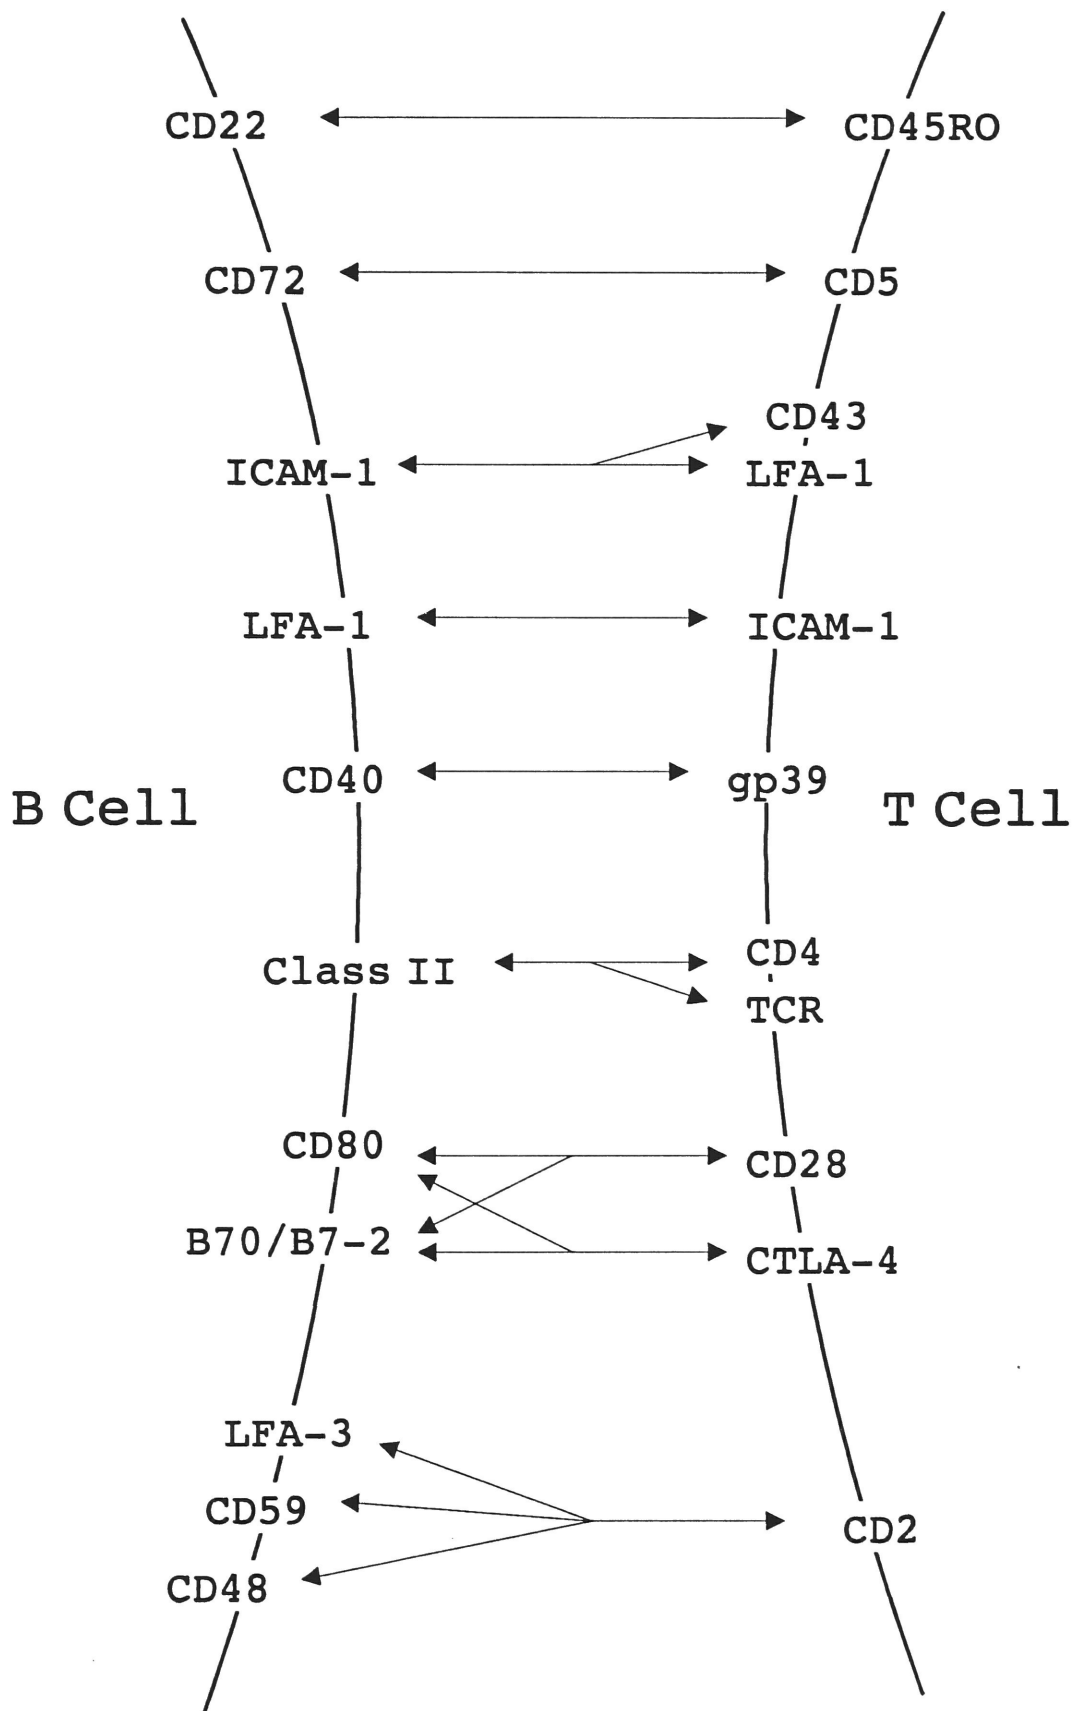 CD22 CD45RO
CD72 CD5
CD43
ICAM-1 LFA-1
LFA-1 ICAM-1
CD40 gp39
B Cell T Cell
CD4
Class II
TCR
CD80 CD28
B70/B7-2 CTLA-4
LFA-3
CD59 CD2
CD48